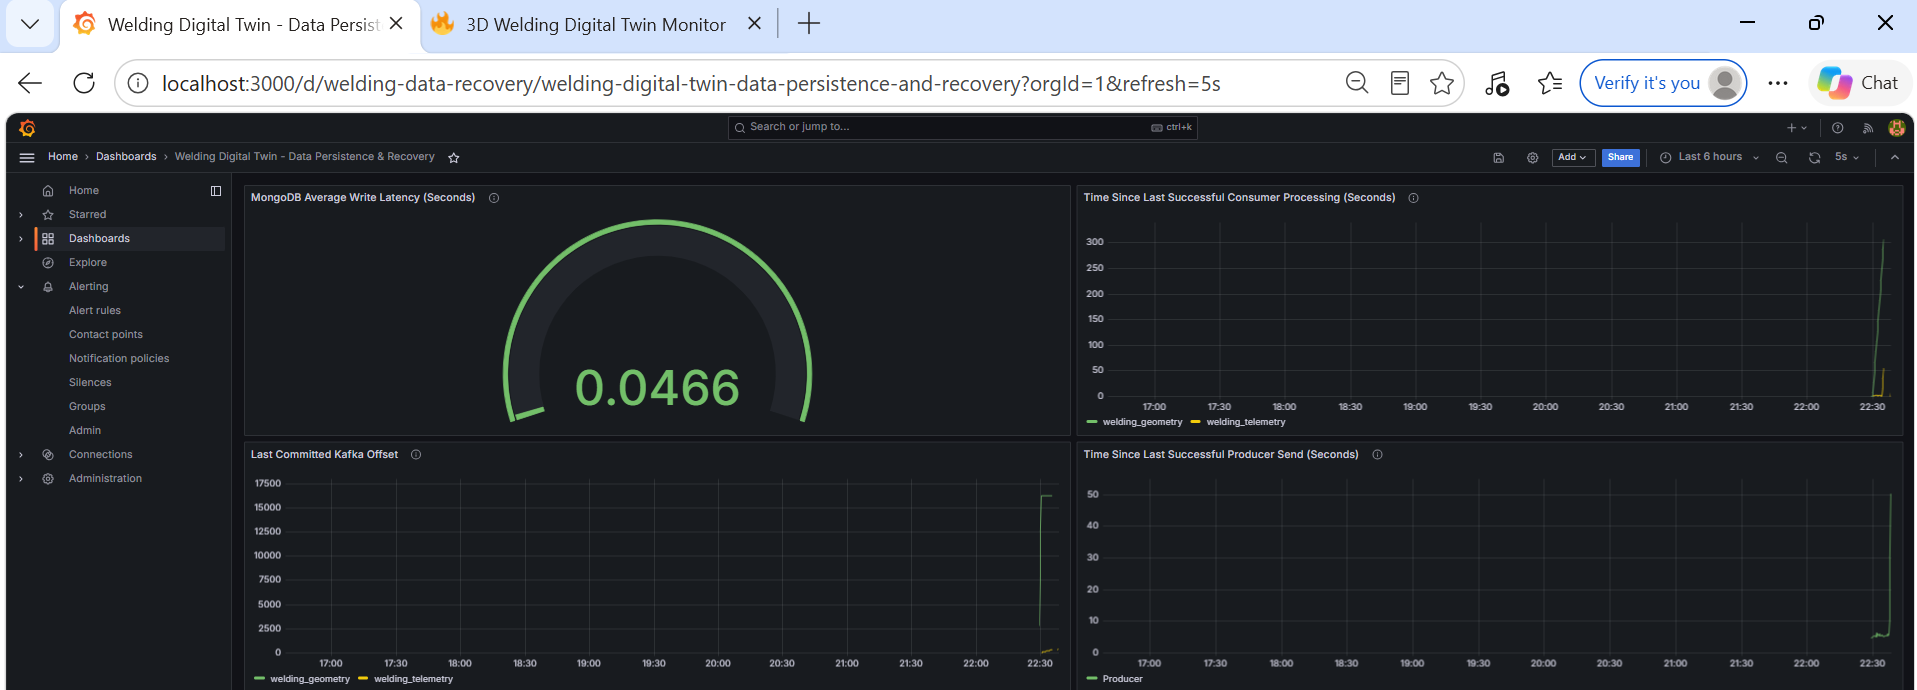 Welding Digital Twin - Data Persist
3D Welding Digital Twin Monitor
localhost:3000/d/welding-data-recovery/welding-digital-twin-data-persistence-and-recovery?orgId=1&refresh=5s
Verify it's you
Chat
Search or jump to...
ctrl+k
Home › Dashboards › Welding Digital Twin - Data Persistence & Recovery
Add
Share
Last 6 hours
5s
Home
Starred
Dashboards
Explore
Alerting
Alert rules
Contact points
Notification policies
Silences
Groups
Admin
Connections
Administration
MongoDB Average Write Latency (Seconds)
0.0466
Time Since Last Successful Consumer Processing (Seconds)
300
250
200
150
100
50
0
17:00 17:30 18:00 18:30 19:00 19:30 20:00 20:30 21:00 21:30 22:00 22:30
welding_geometry welding_telemetry
Last Committed Kafka Offset
17500
15000
12500
10000
7500
5000
2500
0
17:00 17:30 18:00 18:30 19:00 19:30 20:00 20:30 21:00 21:30 22:00 22:30
welding_geometry welding_telemetry
Time Since Last Successful Producer Send (Seconds)
50
40
30
20
10
0
17:00 17:30 18:00 18:30 19:00 19:30 20:00 20:30 21:00 21:30 22:00 22:30
Producer